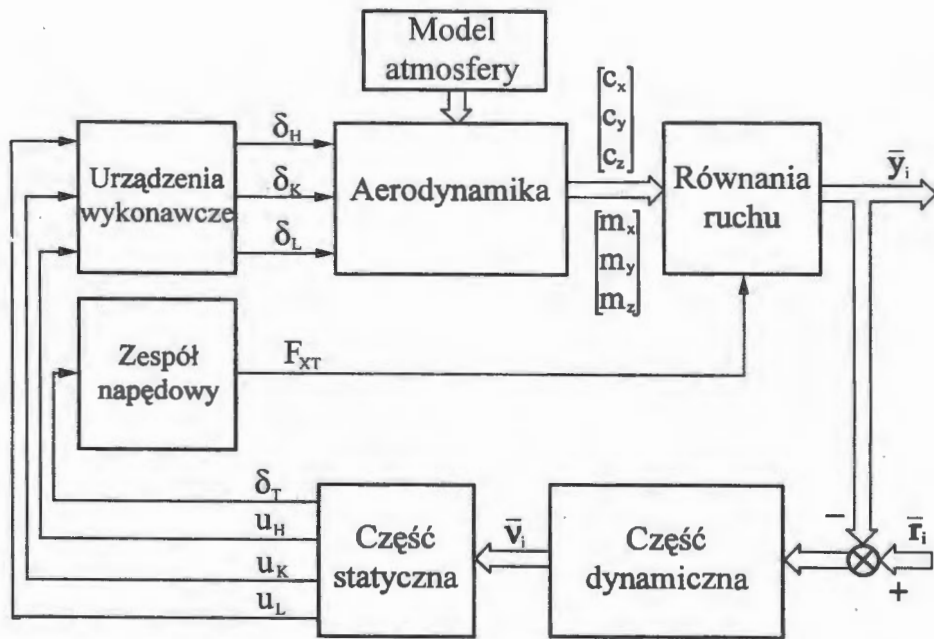 Model
atmosfery
Urządzenia
wykonawcze
δH
δK
δL
Aerodynamika
cx
cy
cz
mx
my
mz
Równania
ruchu
ȳi
Zespół
napędowy
FXT
δT
uH
uK
uL
Część
statyczna
v̄i
Część
dynamiczna
−
r̄i
+